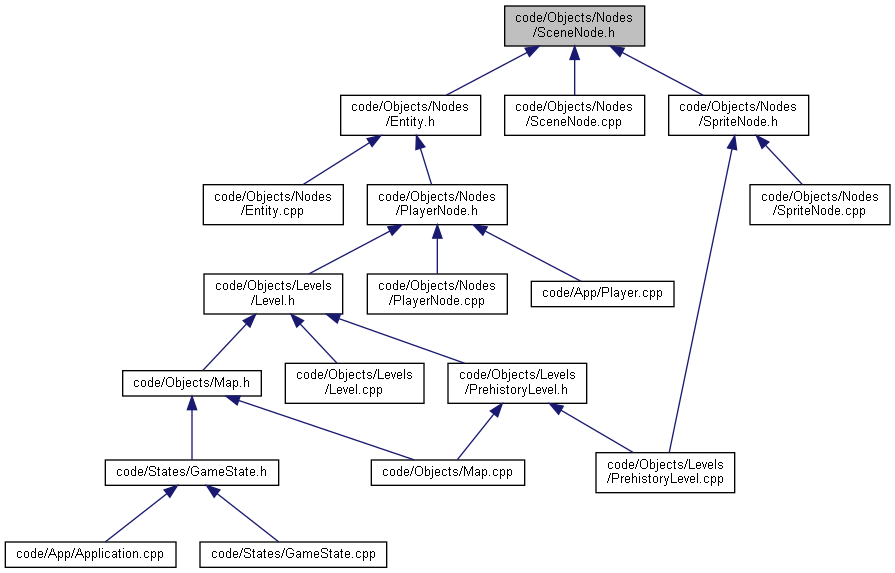 code/Objects/Nodes
/SceneNode.h
code/Objects/Nodes
/Entity.h
code/Objects/Nodes
/SceneNode.cpp
code/Objects/Nodes
/SpriteNode.h
code/Objects/Nodes
/Entity.cpp
code/Objects/Nodes
/PlayerNode.h
code/Objects/Nodes
/SpriteNode.cpp
code/Objects/Levels
/Level.h
code/Objects/Nodes
/PlayerNode.cpp
code/App/Player.cpp
code/Objects/Map.h
code/Objects/Levels
/Level.cpp
code/Objects/Levels
/PrehistoryLevel.h
code/States/GameState.h
code/Objects/Map.cpp
code/Objects/Levels
/PrehistoryLevel.cpp
code/App/Application.cpp
code/States/GameState.cpp